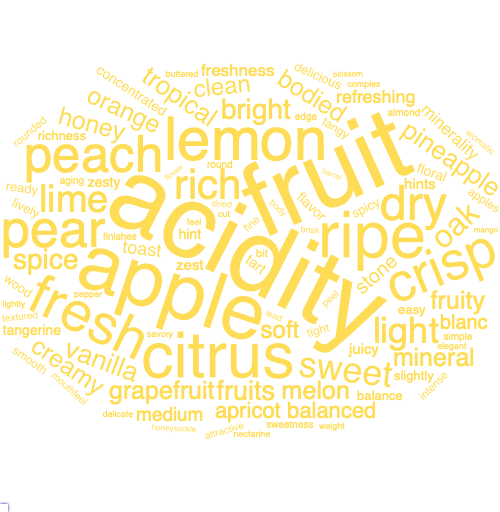 buttered
blossom
freshness
delicious
complex
concentrated
tropical
clean
bodied
refreshing
almond
orange
bright
edge
tangy
minerality
aromatic
rounded
honey
lemon
fruit
pineapple
richness
peach
round
floral
flower
barrel
ready
aging
zesty
rich
hints
apples
lively
lime
acidity
dried
body
flavor
spicy
dry
oak
cut
pear
feel
fine
brisk
ripe
mango
finishes
hint
spice
toast
apple
zest
bit
tart
stone
crisp
wood
pepper
peel
lightly
fresh
lead
easy
fruity
textured
tangerine
savory
soft
tight
light
blanc
simple
elegant
smooth
creamy
vanilla
citrus
sweet
juicy
mineral
mouthfeel
slightly
intense
grapefruit
fruits
melon
balance
delicate
medium
apricot
balanced
honeysuckle
attractive
sweetness
weight
nectarine